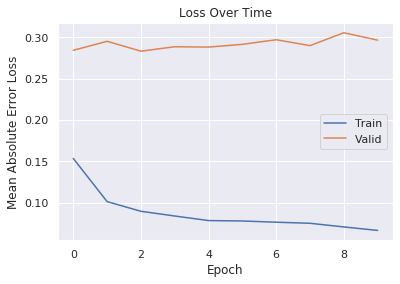 Loss Over Time
Mean Absolute Error Loss
0.30
0.25
0.20
0.15
0.10
Train
Valid
0 2 4 6 8
Epoch